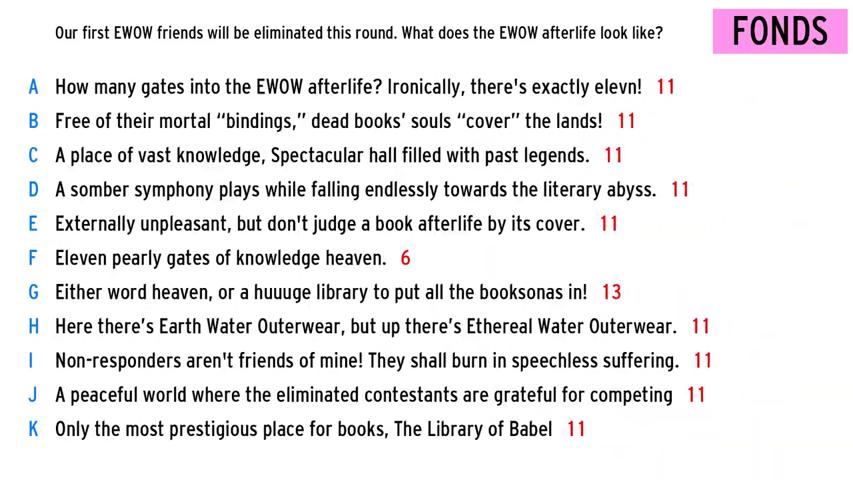 Our first EWOW friends will be eliminated this round. What does the EWOW afterlife look like?
FONDS
A How many gates into the EWOW afterlife? Ironically, there's exactly elevn! 11
B Free of their mortal “bindings,” dead books’ souls “cover” the lands! 11
C A place of vast knowledge, Spectacular hall filled with past legends. 11
D A somber symphony plays while falling endlessly towards the literary abyss. 11
E Externally unpleasant, but don't judge a book afterlife by its cover. 11
F Eleven pearly gates of knowledge heaven. 6
G Either word heaven, or a huuuge library to put all the booksonas in! 13
H Here there’s Earth Water Outerwear, but up there’s Ethereal Water Outerwear. 11
I Non-responders aren't friends of mine! They shall burn in speechless suffering. 11
J A peaceful world where the eliminated contestants are grateful for competing 11
K Only the most prestigious place for books, The Library of Babel 11